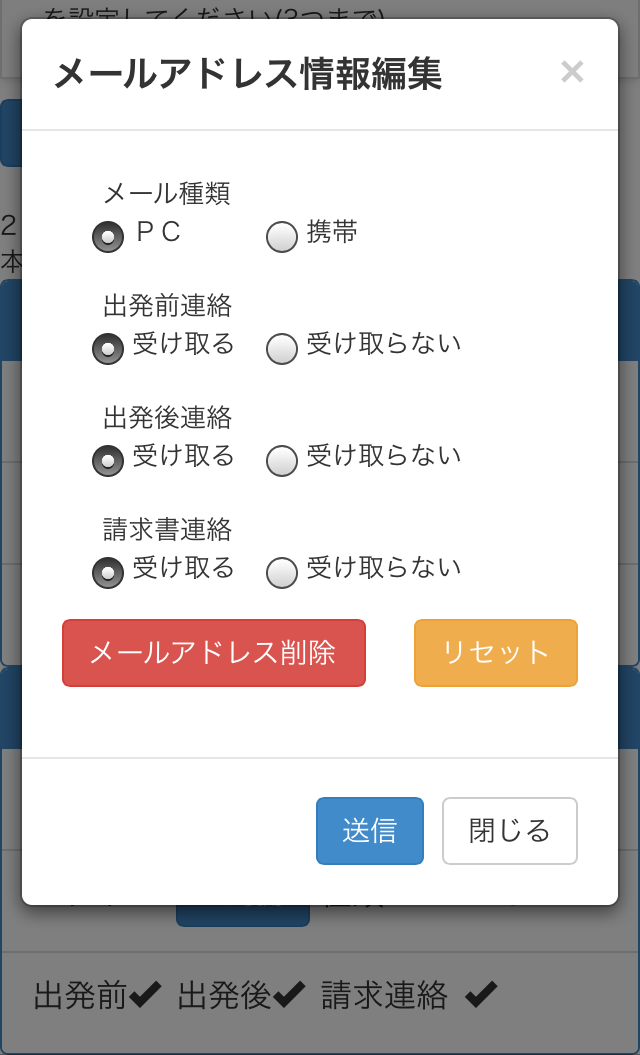 を設定してください(3つまで)
メールアドレス情報編集 ×
2
本
メール種類
ＰＣ 携帯
出発前連絡
受け取る 受け取らない
出発後連絡
受け取る 受け取らない
請求書連絡
受け取る 受け取らない
メールアドレス削除 リセット
送信 閉じる
出発前✔ 出発後✔ 請求連絡 ✔